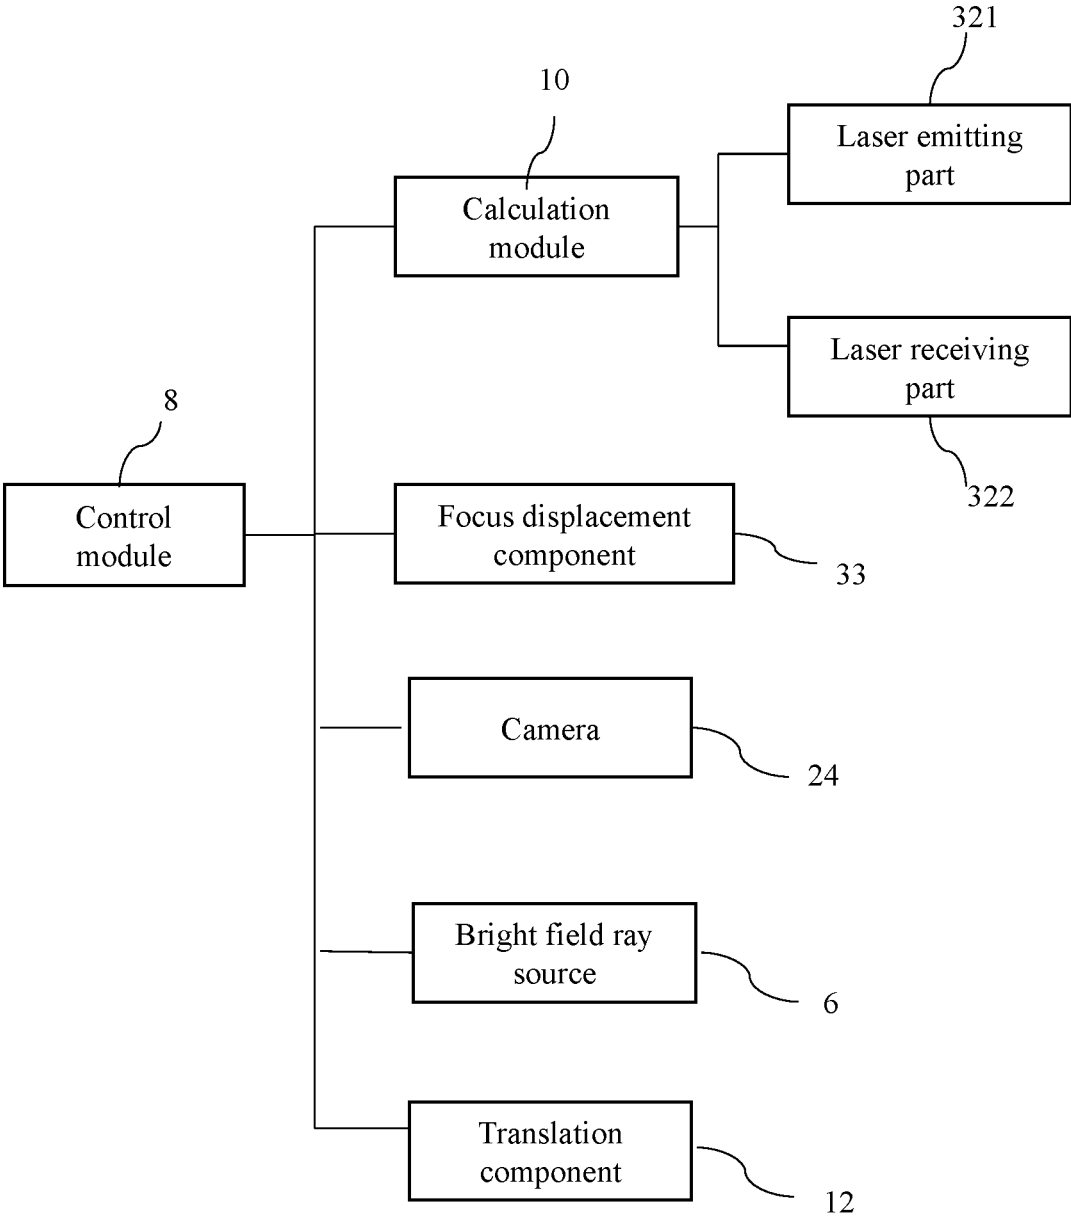 321
10
Laser emitting
part
Calculation
module
Laser receiving
part
322
8
Control
module
Focus displacement
component
33
Camera
24
Bright field ray
source
6
Translation
component
12